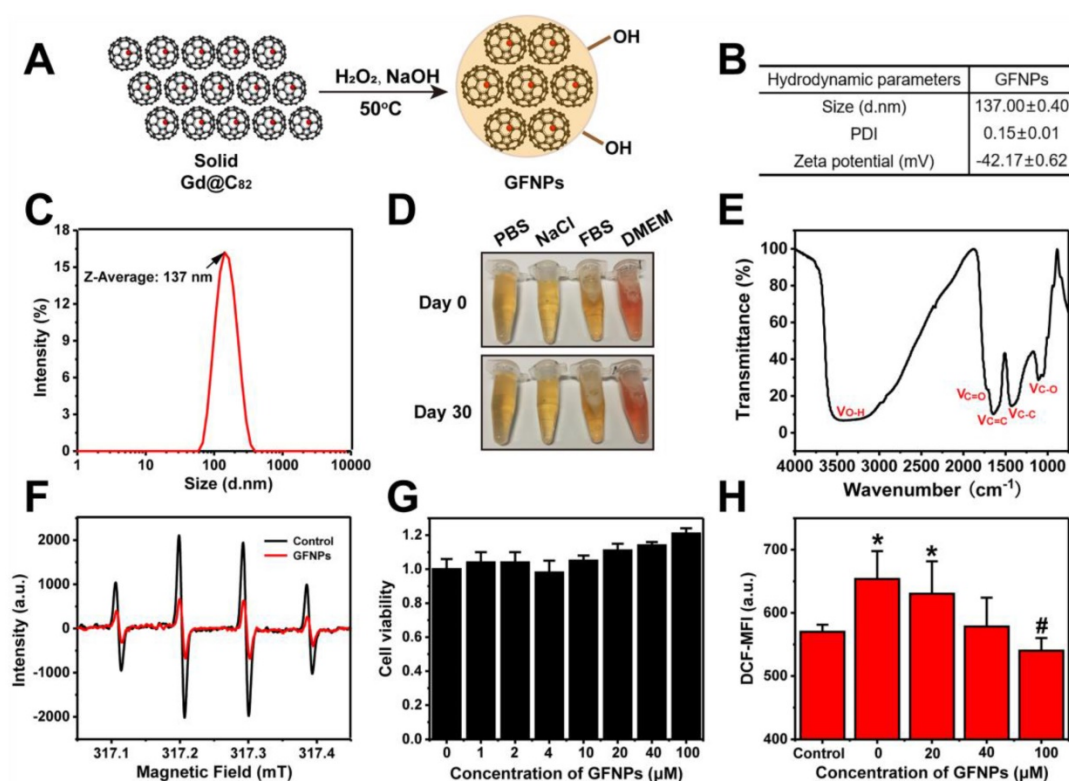 A
Solid
Gd@C₈₂
H₂O₂, NaOH
50°C
OH
OH
GFNPs
B
Hydrodynamic parameters GFNPs
Size (d.nm) 137.00±0.40
PDI 0.15±0.01
Zeta potential (mV) -42.17±0.62
C
Intensity (%)
18
15
12
9
6
3
0
Z-Average: 137 nm
1 10 100 1000 10000
Size (d.nm)
D
PBS NaCl FBS DMEM
Day 0
Day 30
E
Transmittance (%)
100
80
60
40
20
0
VO-H
VC=O
VC=C
VC-C
VC-O
4000 3500 3000 2500 2000 1500 1000
Wavenumber (cm⁻¹)
F
Intensity (a.u.)
2000
1000
0
-1000
-2000
Control
GFNPs
317.1 317.2 317.3 317.4
Magnetic Field (mT)
G
Cell viability
1.2
1.0
0.8
0.6
0.4
0.2
0.0
0 1 2 4 10 20 40 100
Concentration of GFNPs (μM)
H
DCF-MFI (a.u.)
700
600
500
400
* * #
Control 0 20 40 100
Concentration of GFNPs (μM)